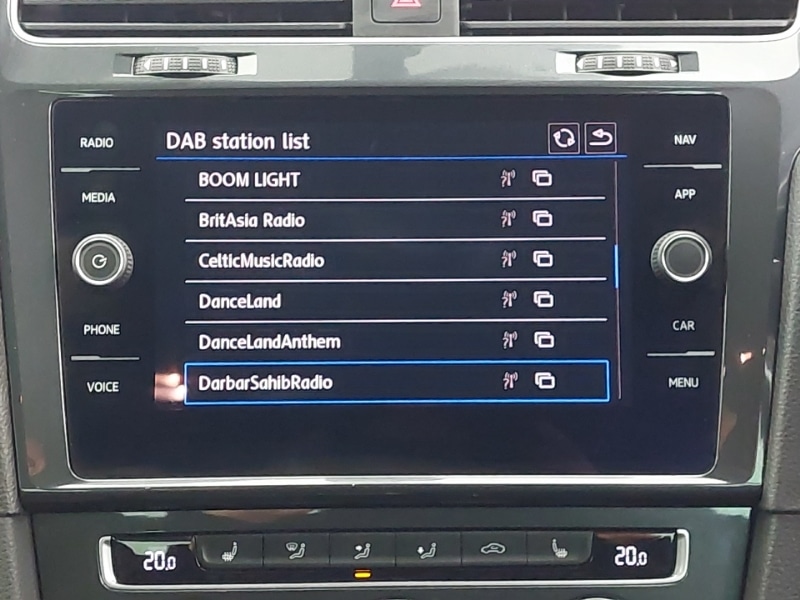 RADIO
MEDIA
PHONE
VOICE
DAB station list
BOOM LIGHT
BritAsia Radio
CelticMusicRadio
DanceLand
DanceLandAnthem
DarbarSahibRadio
NAV
APP
CAR
MENU
20.0
20.0